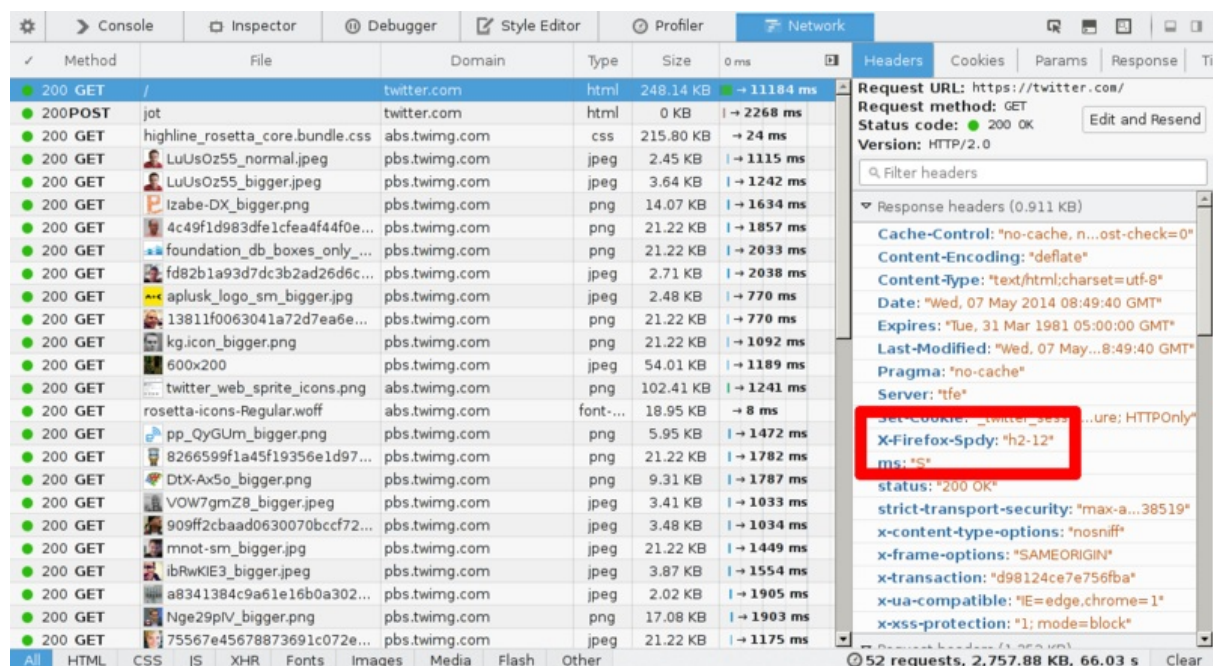 Console Inspector Debugger Style Editor Profiler Network
✓ Method File Domain Type Size 0 ms Headers Cookies Params Response Ti
200 GET / twitter.com html 248.14 KB → 11184 ms
200 POST jot twitter.com html 0 KB → 2268 ms
200 GET highline_rosetta_core.bundle.css abs.twimg.com css 215.80 KB → 24 ms
200 GET LuUsOz55_normal.jpeg pbs.twimg.com jpeg 2.45 KB → 1115 ms
200 GET LuUsOz55_bigger.jpeg pbs.twimg.com jpeg 3.64 KB → 1242 ms
200 GET Izabe-DX_bigger.png pbs.twimg.com png 14.07 KB → 1634 ms
200 GET 4c49f1d983dfe1cfea4f44f0e... pbs.twimg.com png 21.22 KB → 1857 ms
200 GET foundation_db_boxes_only_... pbs.twimg.com png 21.22 KB → 2033 ms
200 GET fd82b1a93d7dc3b2ad26d6c... pbs.twimg.com jpeg 2.71 KB → 2038 ms
200 GET aplusk_logo_sm_bigger.jpg pbs.twimg.com jpeg 2.48 KB → 770 ms
200 GET 13811f0063041a72d7ea6e... pbs.twimg.com png 21.22 KB → 770 ms
200 GET kg.icon_bigger.png pbs.twimg.com png 21.22 KB → 1092 ms
200 GET 600x200 pbs.twimg.com jpeg 54.01 KB → 1189 ms
200 GET twitter_web_sprite_icons.png abs.twimg.com png 102.41 KB → 1241 ms
200 GET rosetta-icons-Regular.woff abs.twimg.com font-... 18.95 KB → 8 ms
200 GET pp_QyGUm_bigger.png pbs.twimg.com png 5.95 KB → 1472 ms
200 GET 8266599f1a45f19356e1d97... pbs.twimg.com png 21.22 KB → 1782 ms
200 GET DtX-Ax5o_bigger.png pbs.twimg.com png 9.31 KB → 1787 ms
200 GET VOW7gmZ8_bigger.jpeg pbs.twimg.com jpeg 3.41 KB → 1033 ms
200 GET 909ff2cbaad0630070bccf72... pbs.twimg.com jpeg 3.48 KB → 1034 ms
200 GET mnot-sm_bigger.jpg pbs.twimg.com jpeg 21.22 KB → 1449 ms
200 GET ibRwKIE3_bigger.jpeg pbs.twimg.com jpeg 3.87 KB → 1554 ms
200 GET a8341384c9a61e16b0a302... pbs.twimg.com jpeg 2.02 KB → 1905 ms
200 GET Nge29pIV_bigger.png pbs.twimg.com png 17.08 KB → 1903 ms
200 GET 75567e45678873691c072e... pbs.twimg.com jpeg 21.22 KB → 1175 ms
All HTML CSS JS XHR Fonts Images Media Flash Other 52 requests, 2,757.88 KB, 66.03 s Clear
Request URL: https://twitter.com/
Request method: GET
Status code: 200 OK
Edit and Resend
Version: HTTP/2.0
Filter headers
Response headers (0.911 KB)
Cache-Control: "no-cache, n...ost-check=0"
Content-Encoding: "deflate"
Content-Type: "text/html;charset=utf-8"
Date: "Wed, 07 May 2014 08:49:40 GMT"
Expires: "Tue, 31 Mar 1981 05:00:00 GMT"
Last-Modified: "Wed, 07 May...8:49:40 GMT"
Pragma: "no-cache"
Server: "tfe"
Set-Cookie: "_twitter_sess...ure; HTTPOnly"
X-Firefox-Spdy: "h2-12"
ms: "S"
status: "200 OK"
strict-transport-security: "max-a...38519"
x-content-type-options: "nosniff"
x-frame-options: "SAMEORIGIN"
x-transaction: "d98124ce7e756fba"
x-ua-compatible: "IE=edge,chrome=1"
x-xss-protection: "1; mode=block"